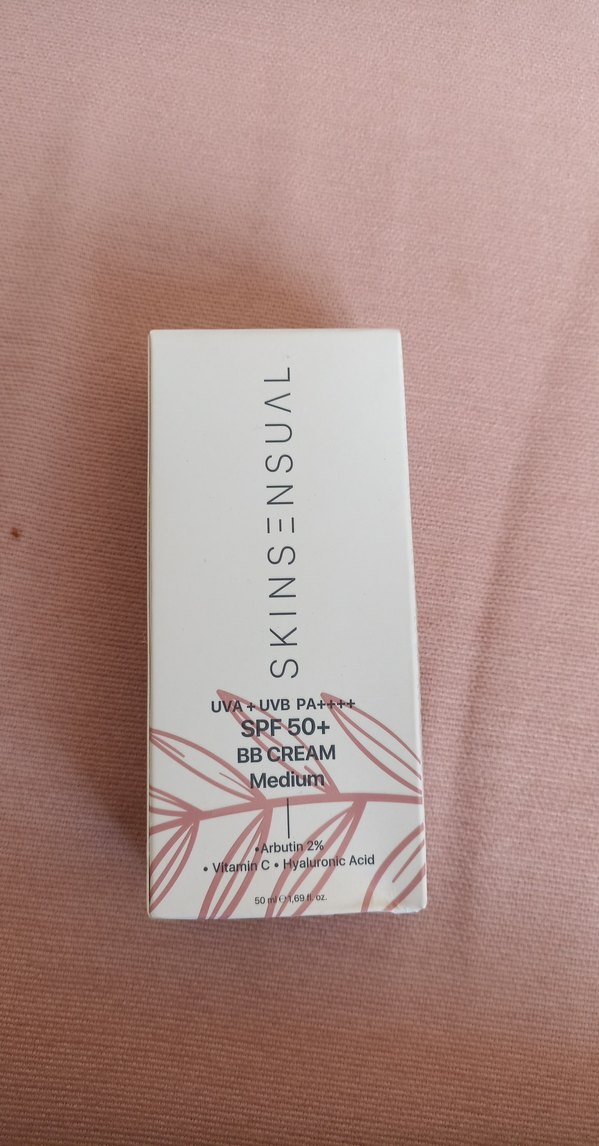 SKINSENSUAL
UVA + UVB PA++++
SPF 50+
BB CREAM
Medium
•Arbutin 2%
• Vitamin C • Hyaluronic Acid
50 ml ℮ 1,69 fl. oz.